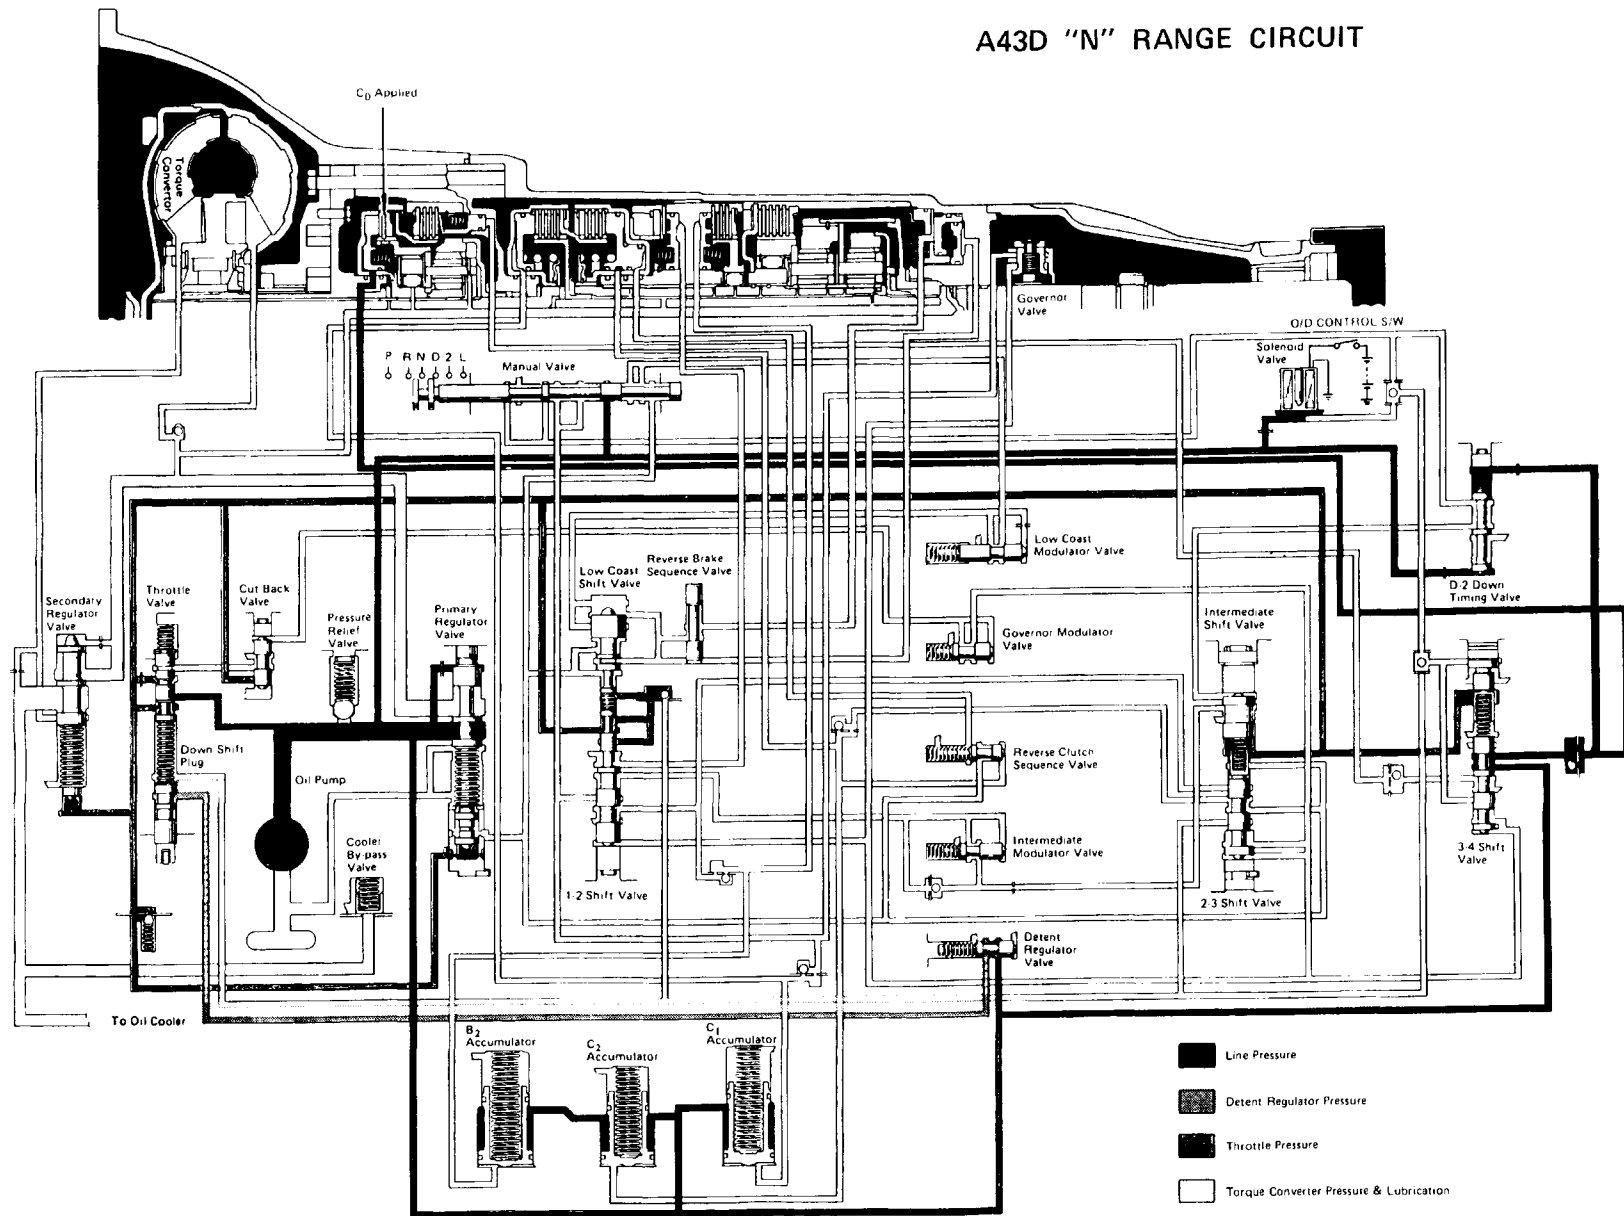 A43D "N" RANGE CIRCUIT
C0 Applied
Torque
Convertor
Governor
Valve
O/D CONTROL S/W
Solenoid
Valve
P R N D 2 L
Manual Valve
Low Coast
Modulator Valve
Reverse Brake
Sequence Valve
Low Coast
Shift Valve
D-2 Down
Timing Valve
Throttle
Valve
Cut Back
Valve
Secondary
Regulator
Valve
Pressure
Relief
Valve
Primary
Regulator
Valve
Intermediate
Shift Valve
Governor Modulator
Valve
Down Shift
Plug
Oil Pump
Reverse Clutch
Sequence Valve
Cooler
By-pass
Valve
Intermediate
Modulator Valve
3-4 Shift
Valve
1-2 Shift Valve
2-3 Shift Valve
Detent
Regulator
Valve
To Oil Cooler
B2
Accumulator
C2
Accumulator
C1
Accumulator
Line Pressure
Detent Regulator Pressure
Throttle Pressure
Torque Converter Pressure & Lubrication